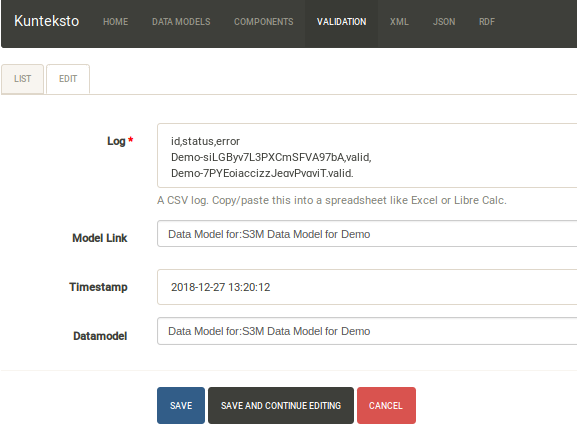 Kunteksto HOME DATA MODELS COMPONENTS VALIDATION XML JSON RDF
LIST EDIT
Log *
id,status,error
Demo-siLGByv7L3PXCmSFVA97bA,valid,
Demo-7PYEojaccizzJeqvPvqviT,valid,
A CSV log. Copy/paste this into a spreadsheet like Excel or Libre Calc.
Model Link Data Model for:S3M Data Model for Demo
Timestamp 2018-12-27 13:20:12
Datamodel Data Model for:S3M Data Model for Demo
SAVE SAVE AND CONTINUE EDITING CANCEL